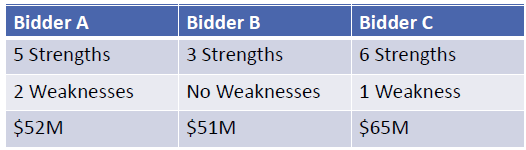 Bidder A Bidder B Bidder C
5 Strengths 3 Strengths 6 Strengths
2 Weaknesses No Weaknesses 1 Weakness
$52M $51M $65M